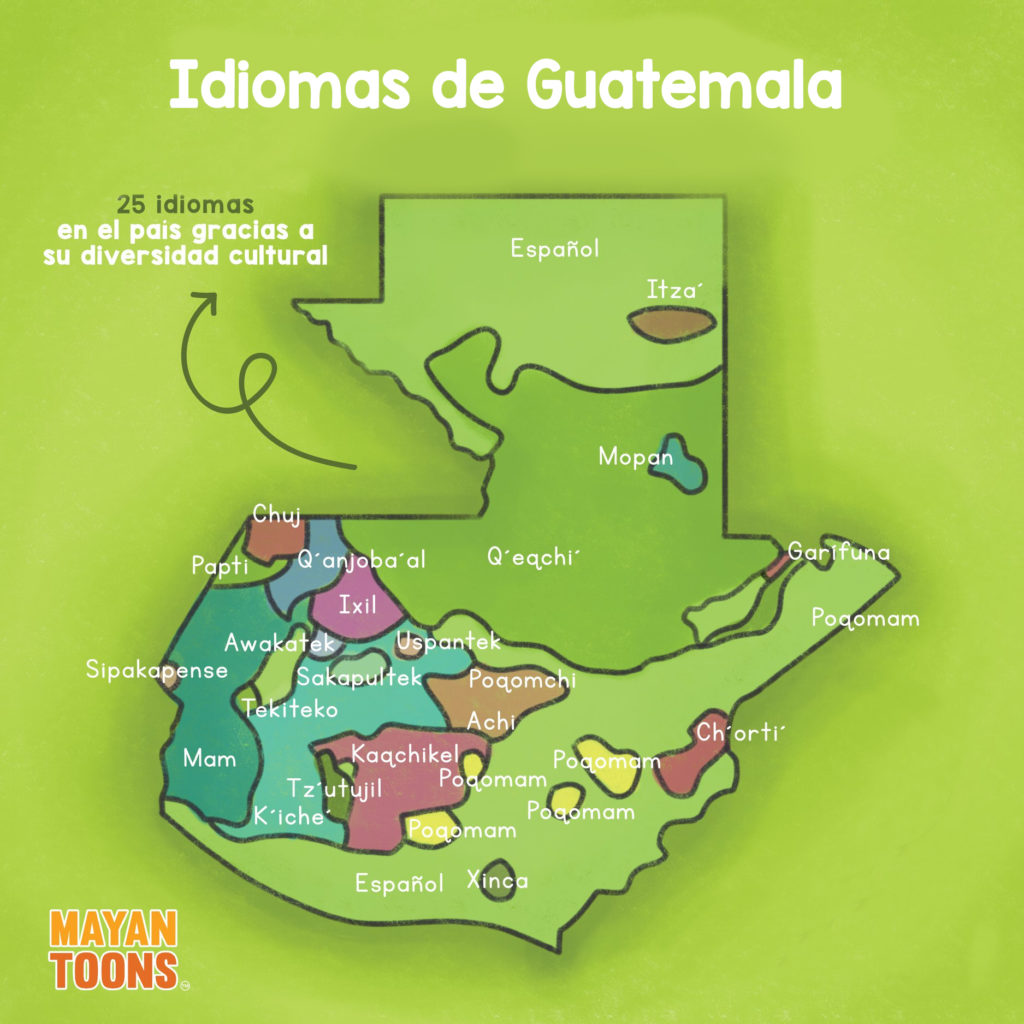 Idiomas de Guatemala
25 idiomas
en el país gracias a
su diversidad cultural
Español
Itza´
Mopan
Chuj
Papti
Q´anjoba´al
Q´eqchi´
Garífuna
Ixil
Poqomam
Awakatek
Uspantek
Sipakapense
Sakapultek
Poqomchi
Tekiteko
Achi
Ch´orti´
Mam
Kaqchikel
Poqomam
Poqomam
Tz´utujil
K´iche´
Poqomam
Poqomam
Español
Xinca
MAYAN
TOONS
TM